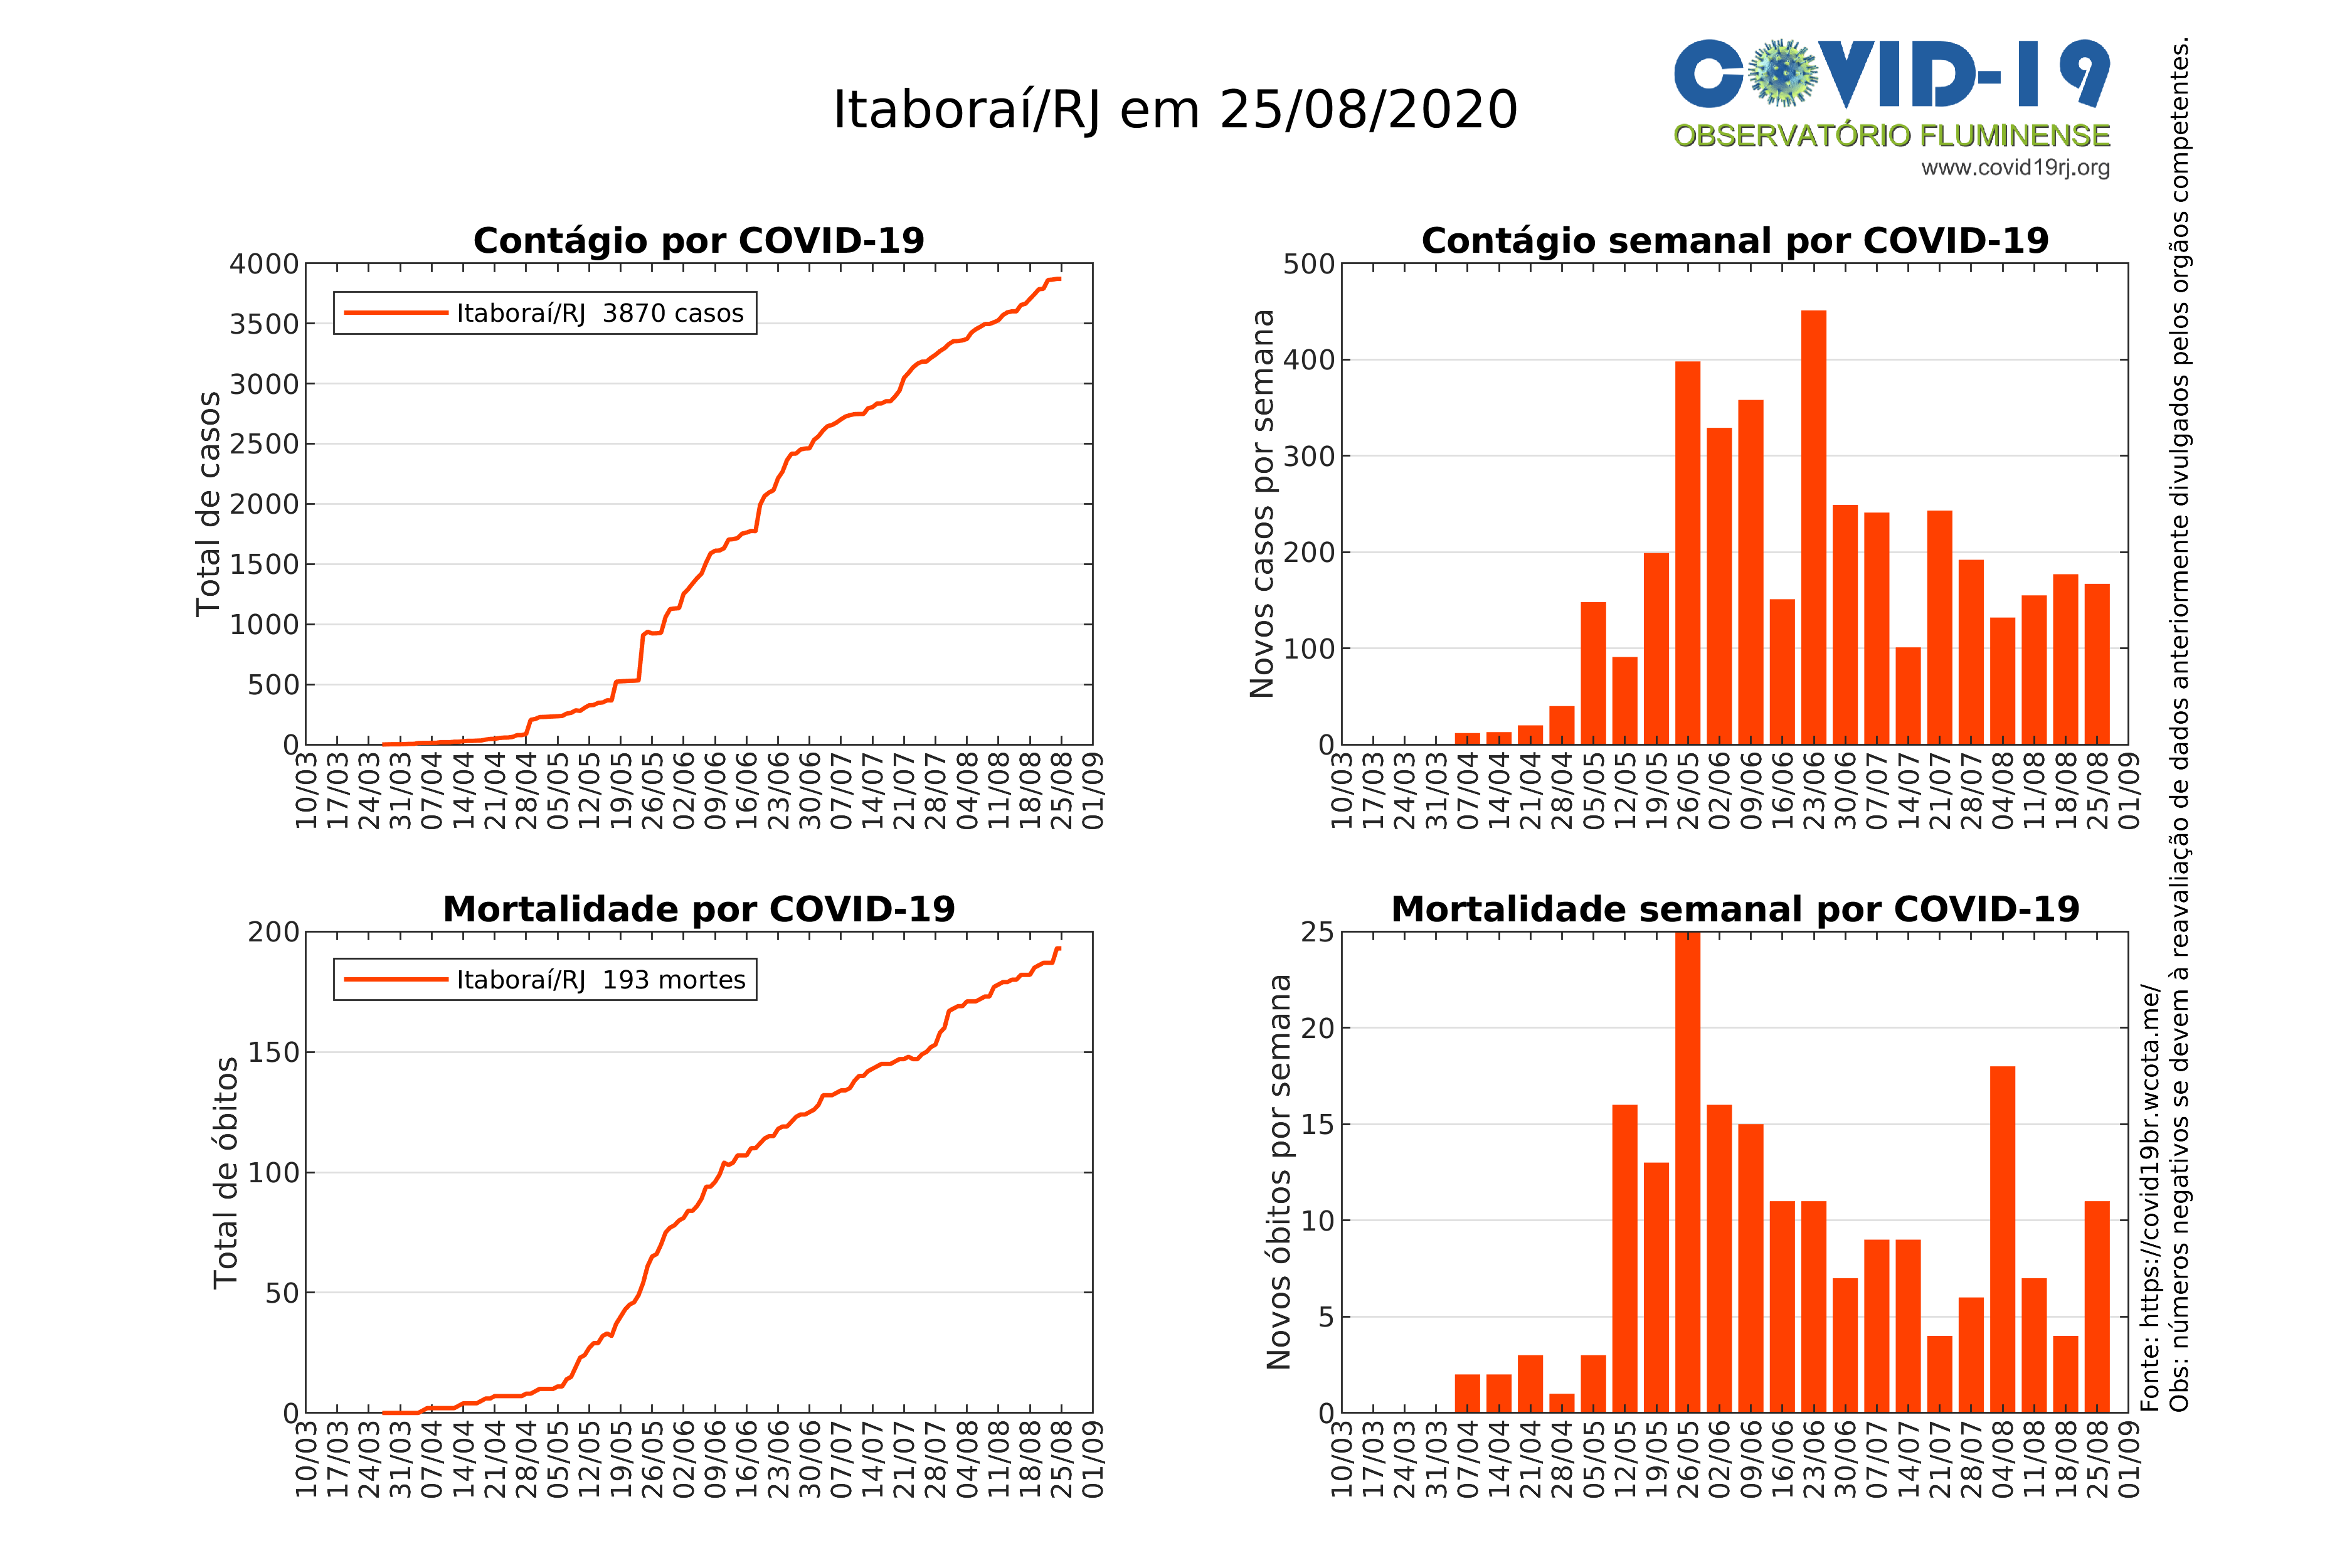 Itaboraí/RJ em 25/08/2020
COVID-19
OBSERVATÓRIO FLUMINENSE
www.covid19rj.org
Contágio por COVID-19
Total de casos
4000
3500
3000
2500
2000
1500
1000
500
0
Itaboraí/RJ 3870 casos
10/03 17/03 24/03 31/03 07/04 14/04 21/04 28/04 05/05 12/05 19/05 26/05 02/06 09/06 16/06 23/06 30/06 07/07 14/07 21/07 28/07 04/08 11/08 18/08 25/08 01/09
Contágio semanal por COVID-19
Novos casos por semana
500
400
300
200
100
0
10/03 17/03 24/03 31/03 07/04 14/04 21/04 28/04 05/05 12/05 19/05 26/05 02/06 09/06 16/06 23/06 30/06 07/07 14/07 21/07 28/07 04/08 11/08 18/08 25/08 01/09
Mortalidade por COVID-19
Total de óbitos
200
150
100
50
0
Itaboraí/RJ 193 mortes
10/03 17/03 24/03 31/03 07/04 14/04 21/04 28/04 05/05 12/05 19/05 26/05 02/06 09/06 16/06 23/06 30/06 07/07 14/07 21/07 28/07 04/08 11/08 18/08 25/08 01/09
Mortalidade semanal por COVID-19
Novos óbitos por semana
25
20
15
10
5
0
10/03 17/03 24/03 31/03 07/04 14/04 21/04 28/04 05/05 12/05 19/05 26/05 02/06 09/06 16/06 23/06 30/06 07/07 14/07 21/07 28/07 04/08 11/08 18/08 25/08 01/09
Fonte: https://covid19br.wcota.me/
Obs: números negativos se devem à reavaliação de dados anteriormente divulgados pelos orgãos competentes.